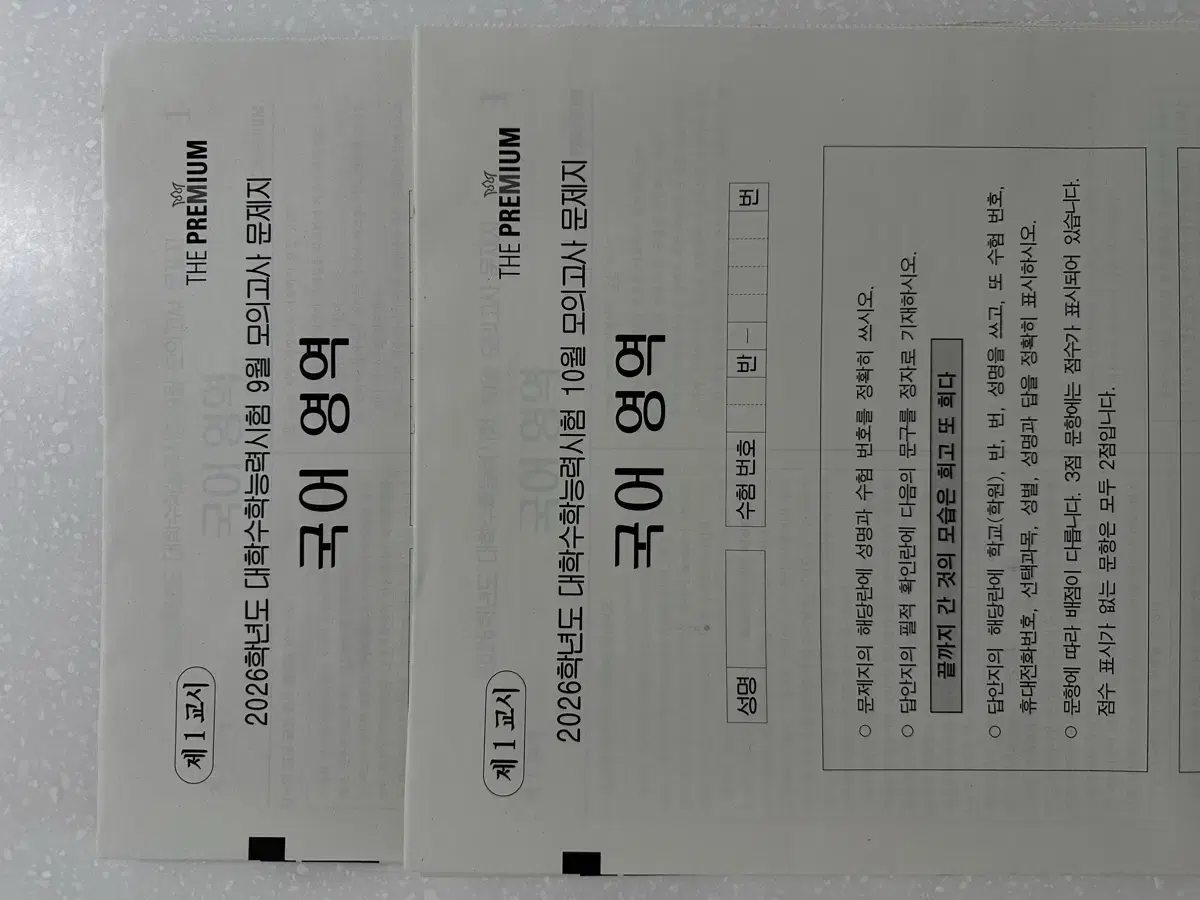 THE PREMIUM
제1교시
2026학년도 대학수학능력시험 9월 모의고사 문제지
국어 영역
THE PREMIUM
제1교시
2026학년도 대학수학능력시험 10월 모의고사 문제지
국어 영역
성명 수험 번호 반 — 번
○ 문제지의 해당란에 성명과 수험 번호를 정확히 쓰시오.
○ 답안지의 필적 확인란에 다음의 문구를 정자로 기재하시오.
끝까지 간 것의 모습은 희고 또 희다
○ 답안지의 해당란에 학교(학원), 반, 번, 성명을 쓰고, 또 수험 번호,
휴대전화번호, 선택과목, 성별, 성명과 답을 정확히 표시하시오.
○ 문항에 따라 배점이 다릅니다. 3점 문항에는 점수가 표시되어 있습니다.
점수 표시가 없는 문항은 모두 2점입니다.